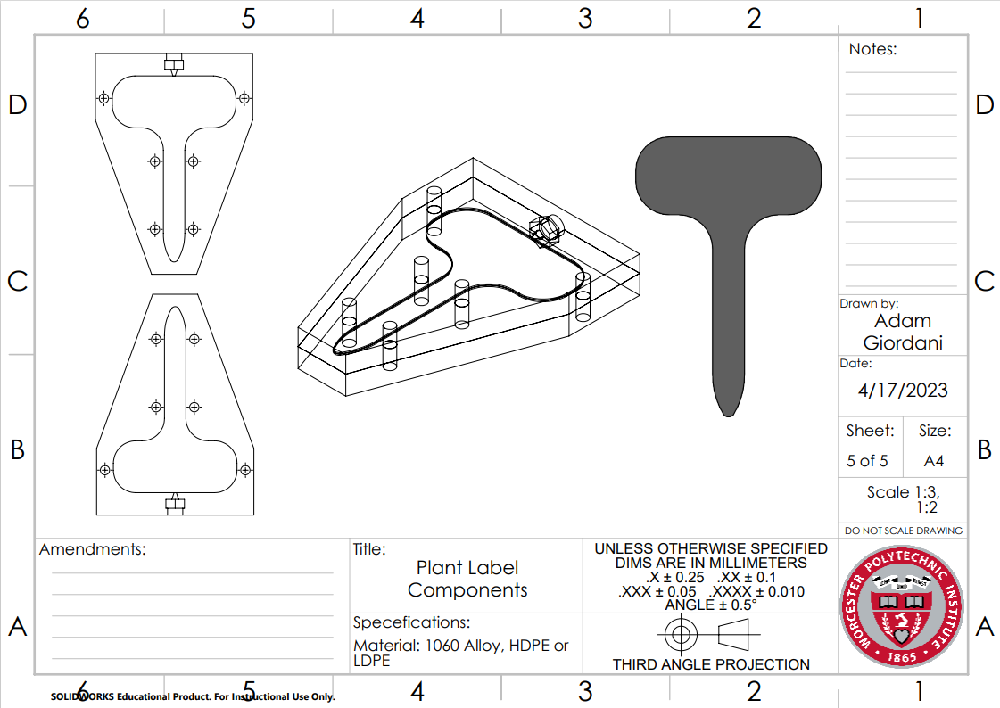 6 5 4 3 2 1
D
C
B
A
D
C
B
A
Notes:
Drawn by:
Adam
Giordani
Date:
4/17/2023
Sheet:
5 of 5
Size:
A4
Scale 1:3,
1:2
DO NOT SCALE DRAWING
Amendments:
Title:
Plant Label
Components
Specefications:
Material: 1060 Alloy, HDPE or
LDPE
UNLESS OTHERWISE SPECIFIED
DIMS ARE IN MILLIMETERS
.X ± 0.25 .XX ± 0.1
.XXX ± 0.05 .XXXX ± 0.010
ANGLE ± 0.5°
THIRD ANGLE PROJECTION
WORCESTER POLYTECHNIC INSTITUTE
1865
6 5 4 3 2 1
SOLIDWORKS Educational Product. For Instructional Use Only.